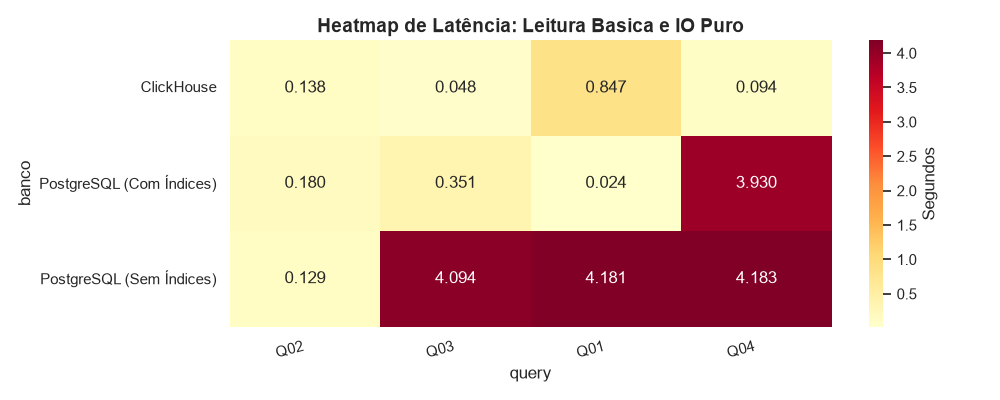 Heatmap de Latência: Leitura Basica e IO Puro
banco
ClickHouse 0.138 0.048 0.847 0.094
PostgreSQL (Com Índices) 0.180 0.351 0.024 3.930
PostgreSQL (Sem Índices) 0.129 4.094 4.181 4.183
Q02 Q03 Q01 Q04
query
4.0
3.5
3.0
2.5
2.0
1.5
1.0
0.5
Segundos